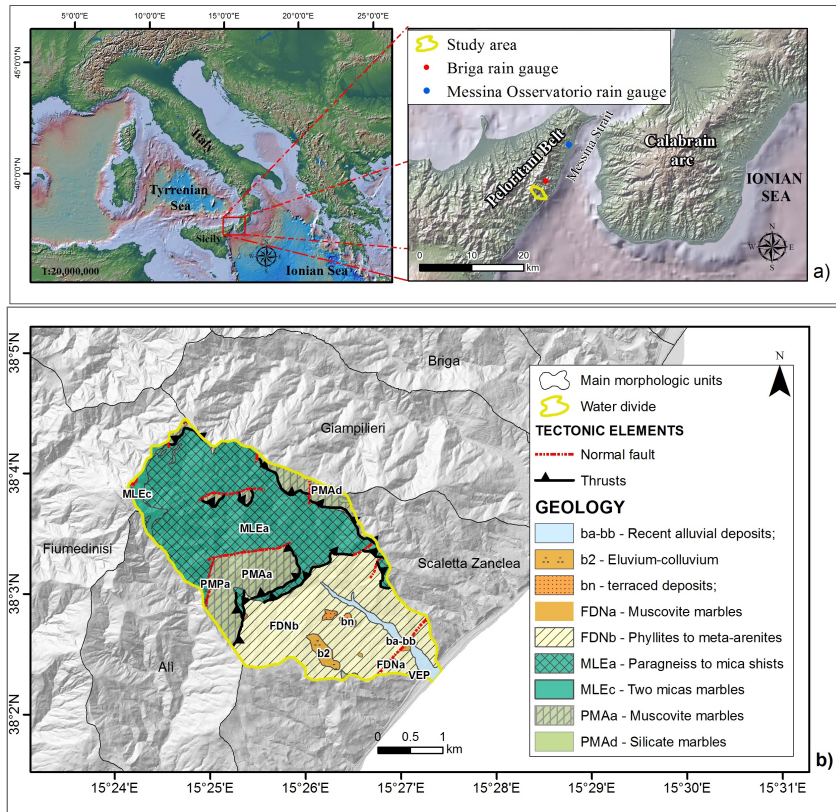 a)
5°0'0"E
10°0'0"E
15°0'0"E
20°0'0"E
25°0'0"E
45°0'0"N
40°0'0"N
Italy
Tyrrenian
Sea
Sicily
Ionian Sea
1:20,000,000
Study area
Briga rain gauge
Messina Osservatorio rain gauge
Peloritani Belt
Messina Strait
Calabrain
arc
IONIAN
SEA
N
W
E
S
0
10
20
km
a)
38°5'N
38°4'N
38°3'N
38°2'N
Briga
Giampilieri
Fiumedinisi
Scaletta Zanclea
Alì
MLEc
PMAd
MLEa
PMPa
PMAa
FDNb
bn
b2
ba-bb
FDNa
VEP
0
0.5
1
km
N
Main morphologic units
Water divide
TECTONIC ELEMENTS
Normal fault
Thrusts
GEOLOGY
ba-bb - Recent alluvial deposits;
b2 - Eluvium-colluvium
bn - terraced deposits;
FDNa - Muscovite marbles
FDNb - Phyllites to meta-arenites
MLEa - Paragneiss to mica shists
MLEc - Two micas marbles
PMAa - Muscovite marbles
PMAd - Silicate marbles
b)
15°24'E
15°25'E
15°26'E
15°27'E
15°28'E
15°29'E
15°30'E
15°31'E
b)